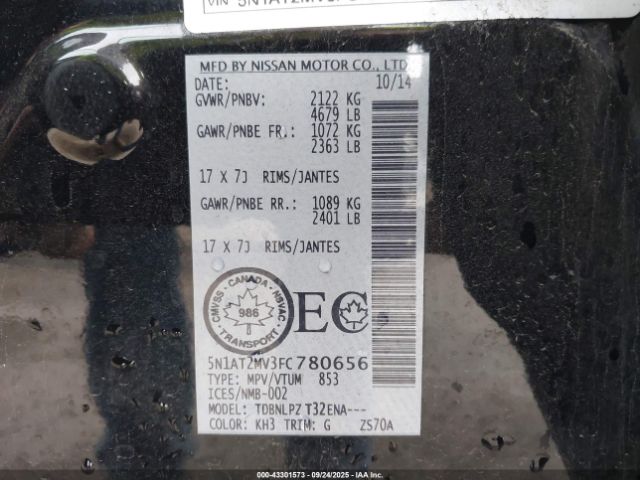 VIN
MFD BY NISSAN MOTOR CO., LTD
DATE: 10/14
GVWR/PNBV: 2122 KG
4679 LB
GAWR/PNBE FR.: 1072 KG
2363 LB
17 X 7J RIMS/JANTES
GAWR/PNBE RR.: 1089 KG
2401 LB
17 X 7J RIMS/JANTES
CANADA
CMVSS · NSVAC
986
TRANSPORT
EC
5N1AT2MV3FC780656
TYPE: MPV/VTUM 853
ICES/NMB-002
MODEL: TDBNLPZ T32ENA---
COLOR: KH3 TRIM: G ZS70A
000-43301573 - 09/24/2025 - IAAI.COM